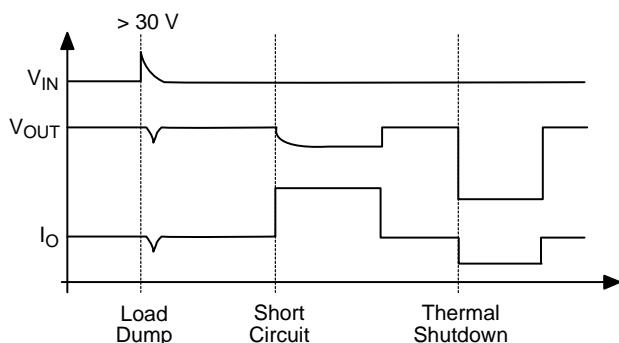 > 30 V
V_IN
V_OUT
I_O
Load
Dump
Short
Circuit
Thermal
Shutdown